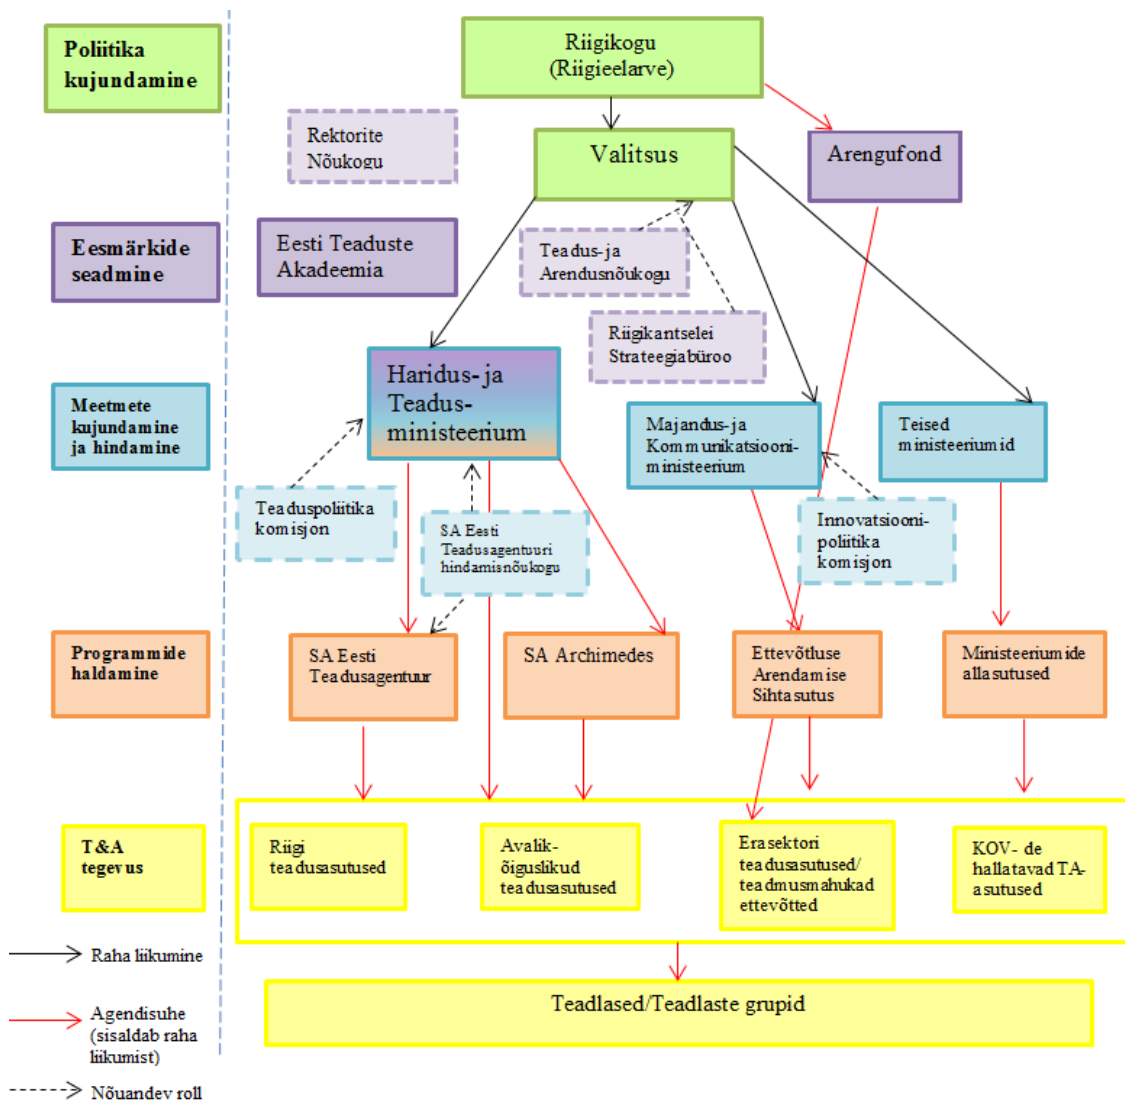 Poliitika
kujundamine
Riigikogu
(Riigieelarve)
Rektorite
Nõukogu
Valitsus
Arengufond
Eesmärkide
seadmine
Eesti Teaduste
Akadeemia
Teadus-ja
Arendusnõukogu
Riigikantselei
Strateegiabüroo
Meetmete
kujundamine
ja hindamine
Haridus-ja
Teadus-
ministeerium
Majandus-ja
Kommunikatsiooni-
ministeerium
Teised
ministeeriumid
Teaduspoliitika
komisjon
SA Eesti
Teadusagentuuri
hindamisnõukogu
Innovatsiooni-
poliitika
komisjon
Programmide
haldamine
SA Eesti
Teadusagentuur
SA Archimedes
Ettevõtluse
Arendamise
Sihtasutus
Ministeeriumide
allasutused
T&A
tegevus
Riigi
teadusasutused
Avalik-
õiguslikud
teadusasutused
Erasektori
teadusasutused/
teadmusmahukad
ettevõtted
KOV- de
hallatavad TA-
asutused
Teadlased/Teadlaste grupid
Raha liikumine
Agendisuhe
(sisaldab raha
liikumist)
Nõuandev roll